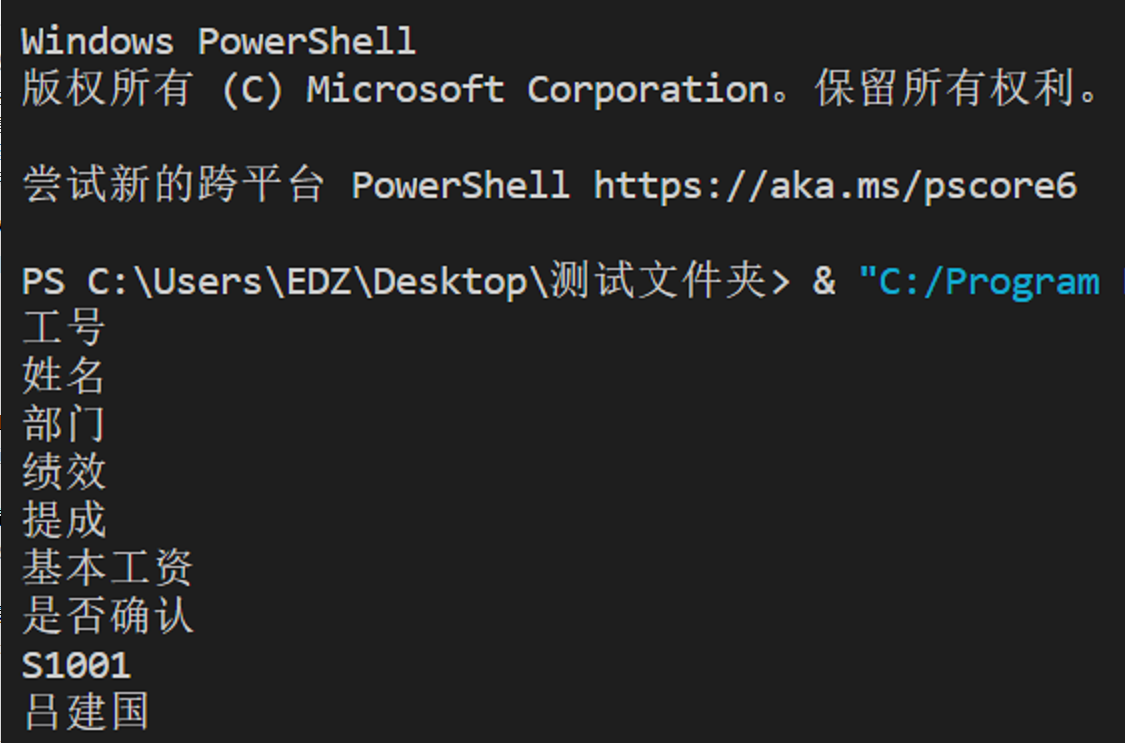 Windows PowerShell
版权所有 (C) Microsoft Corporation。保留所有权利。
尝试新的跨平台 PowerShell https://aka.ms/pscore6
PS C:\Users\EDZ\Desktop\测试文件夹> & "C:/Program
工号
姓名
部门
绩效
提成
基本工资
是否确认
S1001
吕建国